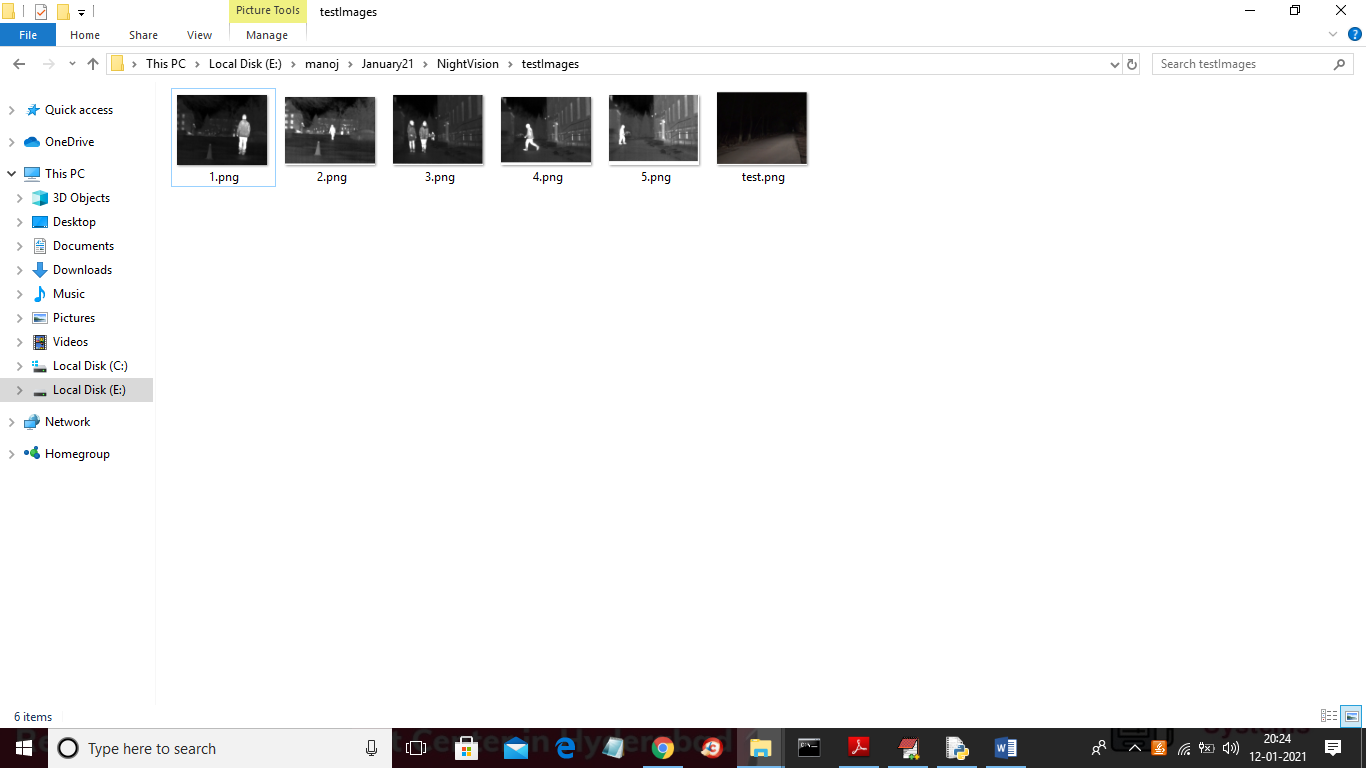 Picture Tools
testImages
File
Home
Share
View
Manage
This PC
Local Disk (E:)
manoj
January21
NightVision
testImages
Search testImages
Quick access
OneDrive
This PC
3D Objects
Desktop
Documents
Downloads
Music
Pictures
Videos
Local Disk (C:)
Local Disk (E:)
Network
Homegroup
1.png
2.png
3.png
4.png
5.png
test.png
6 items
Type here to search
20:24
12-01-2021